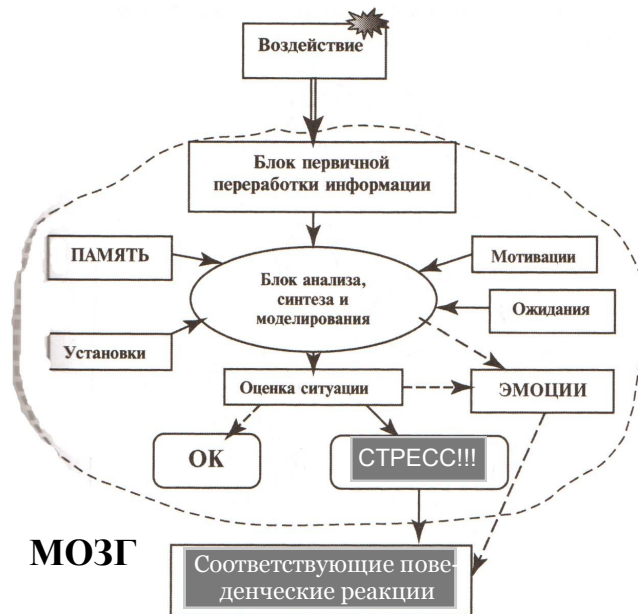 Воздействие
Блок первичной
переработки информации
ПАМЯТЬ
Мотивации
Блок анализа,
синтеза и
моделирования
Ожидания
Установки
Оценка ситуации
ЭМОЦИИ
ОК
СТРЕСС!!!
МОЗГ
Соответствующие пове-
денческие реакции